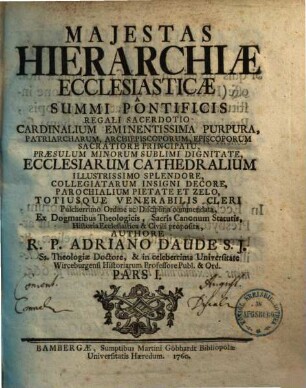 MAJESTAS
HIERARCHIÆ
ECCLESIASTICÆ
A
SUMMI PONTIFICIS
REGALI SACERDOTIO
CARDINALIUM EMINENTISSIMA PURPURA,
PATRIARCHARUM, ARCHIEPISCOPORUM, EPISCOPORUM
SACRATIORE PRINCIPATU,
PRÆSULUM MINORUM SUBLIMI DIGNITATE,
ECCLESIARUM CATHEDRALIUM
ILLUSTRISSIMO SPLENDORE,
COLLEGIATARUM INSIGNI DECORE,
PAROCHIALIUM PIETATE ET ZELO,
TOTIUSQUE VENERABILIS CLERI
Pulcherrimo Ordine ac Disciplina commendata,
Ex Dogmatibus Theologicis, Sacris Canonum Statutis,
Historia Ecclesiastica & Civili proposita,
AUTHORE
R. P. ADRIANO DAUDE S. J.
Ss. Theologiæ Doctore, & in celeberrima Universitate
Wirceburgensi Historiarum Professore Publ. & Ord.
PARS I.
BAMBERGÆ, Sumptibus Martini Göbhardt Bibliopolæ
Universitatis Hæredum. 1760.